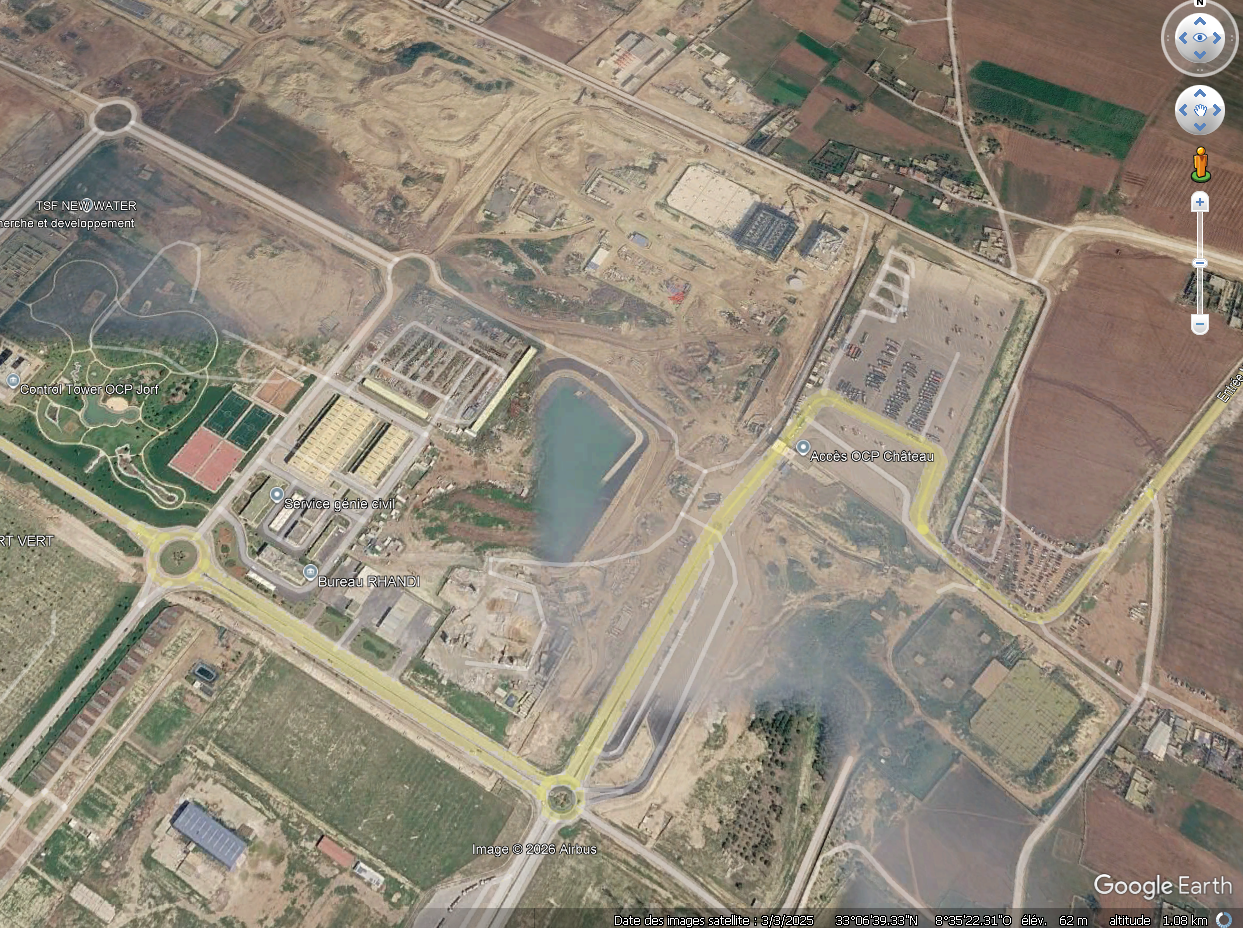 N
TSF NEW WATER
herche et développement
Control Tower OCP Jorf
Entrée
Accès OCP Château
Service génie civil
RT VERT
Bureau RHANDI
Image © 2026 Airbus
Google Earth
Date des images satellite : 3/3/2025 33°06'39.33"N 8°35'22.31"O élév. 62 m altitude 1.08 km